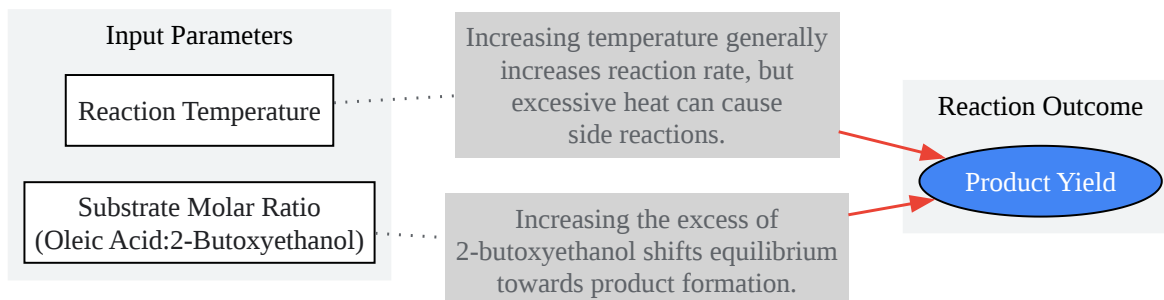 Input Parameters
Reaction Temperature
Substrate Molar Ratio
(Oleic Acid:2-Butoxyethanol)
Increasing temperature generally
increases reaction rate, but
excessive heat can cause
side reactions.
Increasing the excess of
2-butoxyethanol shifts equilibrium
towards product formation.
Reaction Outcome
Product Yield